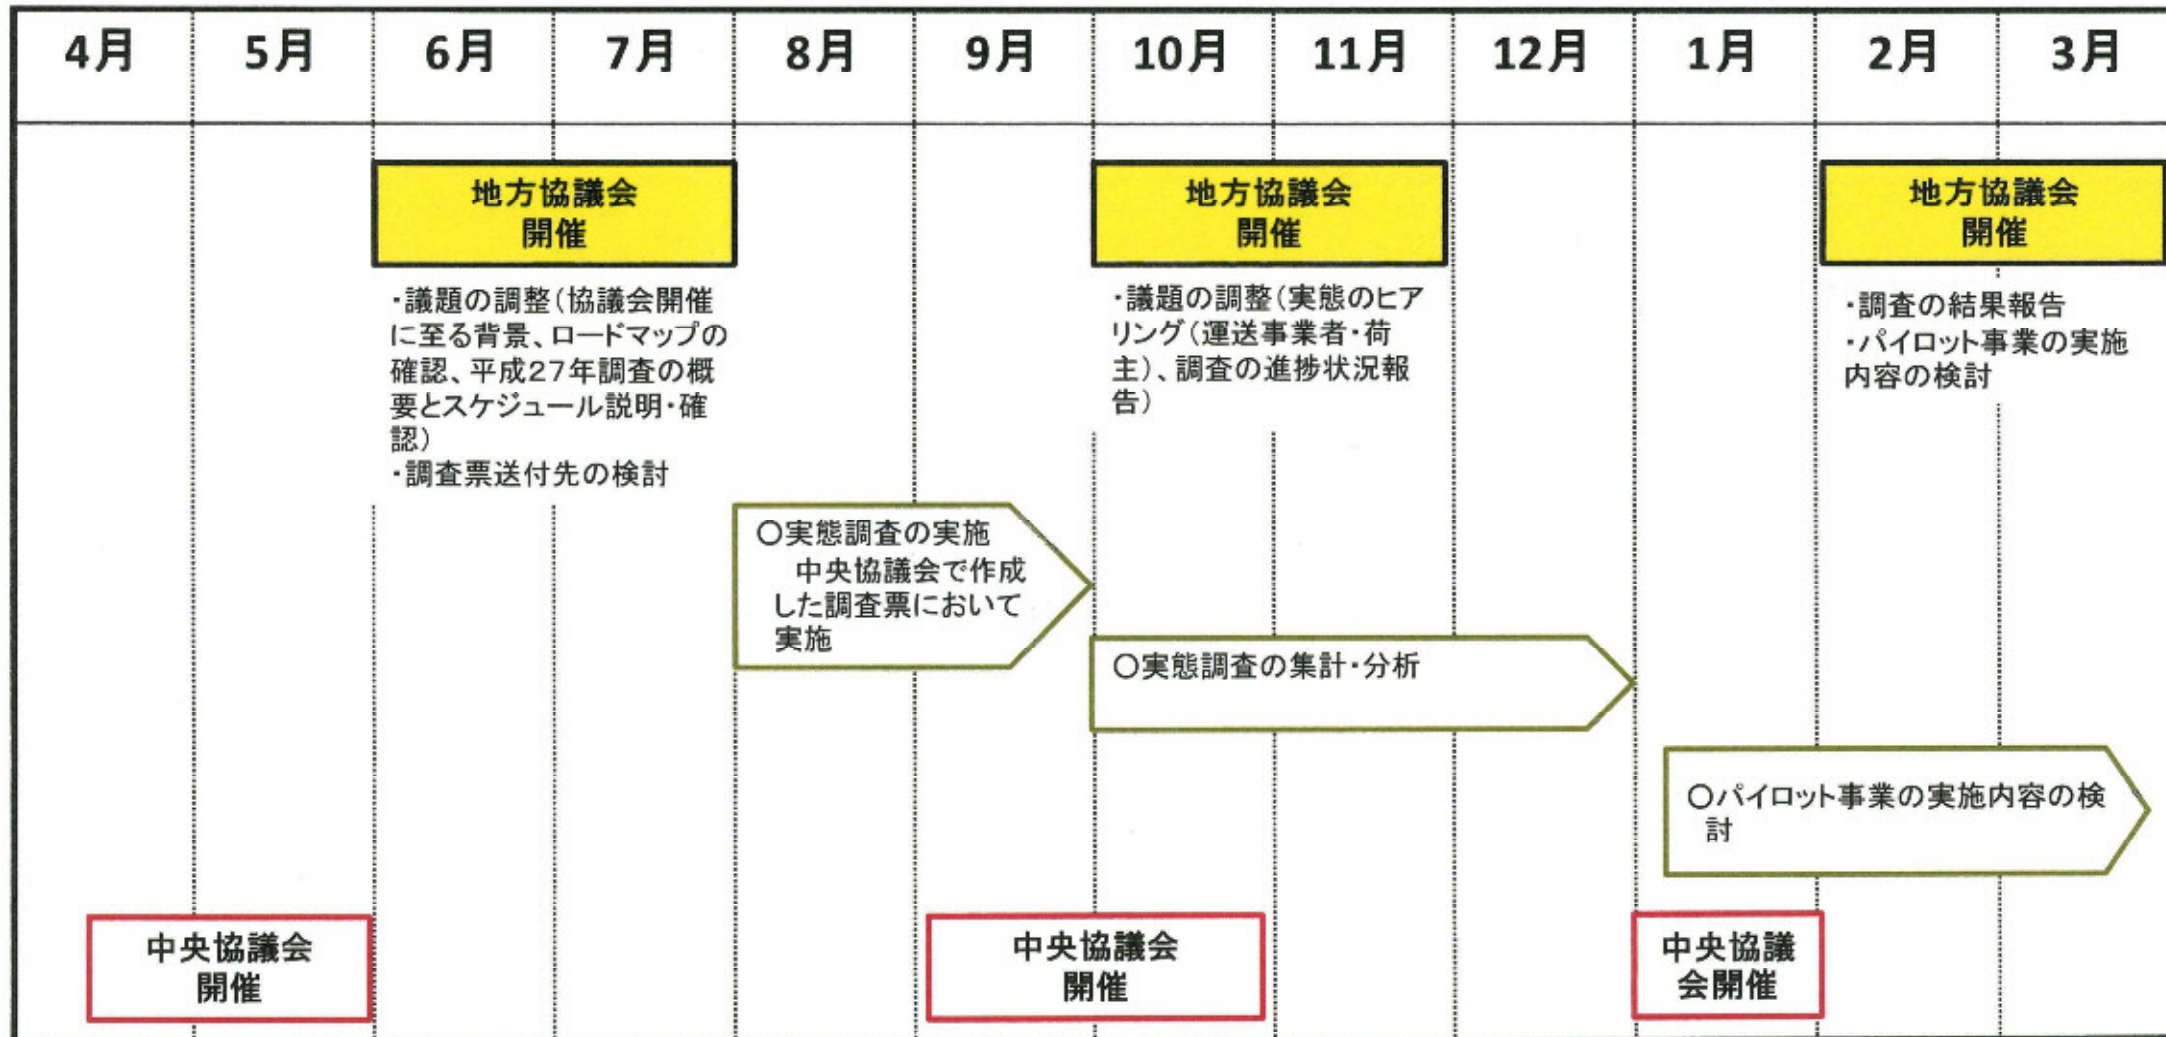 4月 5月 6月 7月 8月 9月 10月 11月 12月 1月 2月 3月
地方協議会
開催
・議題の調整(協議会開催
に至る背景、ロードマップの
確認、平成27年調査の概
要とスケジュール説明・確
認)
・調査票送付先の検討
地方協議会
開催
・議題の調整(実態のヒア
リング(運送事業者・荷
主)、調査の進捗状況報
告)
地方協議会
開催
・調査の結果報告
・パイロット事業の実施
内容の検討
○実態調査の実施
中央協議会で作成
した調査票において
実施
○実態調査の集計・分析
○パイロット事業の実施内容の検
討
中央協議会
開催
中央協議会
開催
中央協議
会開催